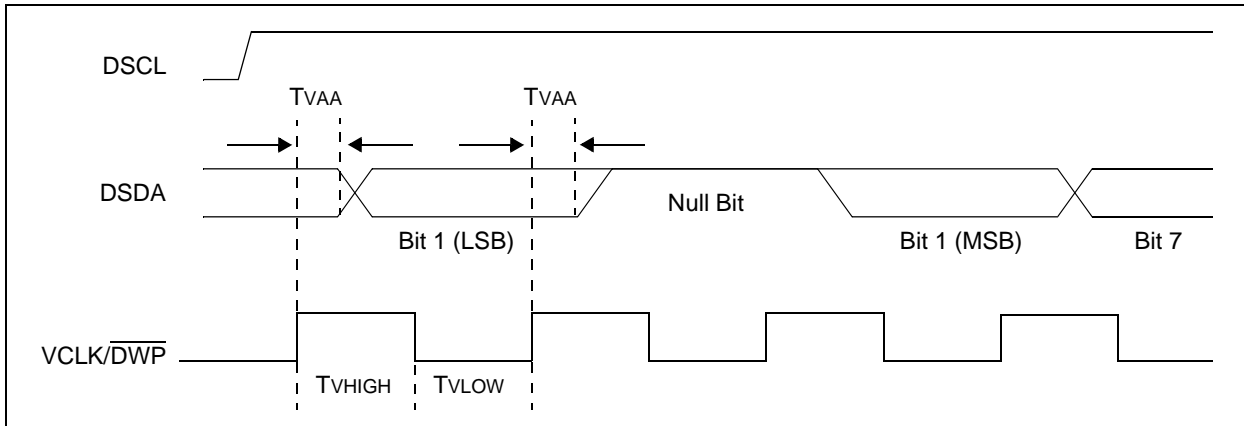 DSCL
TVAA TVAA
DSDA
Null Bit
Bit 1 (LSB) Bit 1 (MSB) Bit 7
VCLK/DWP
TVHIGH TVLOW